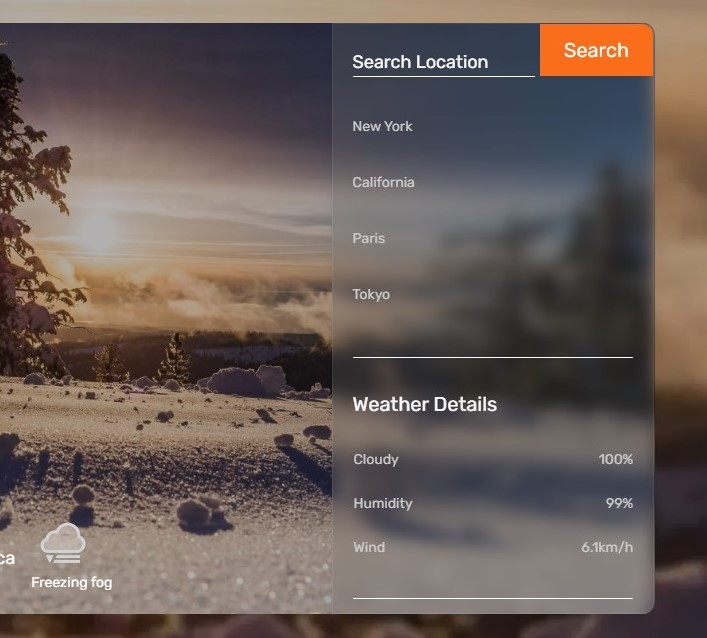 Search Location
Search
New York
California
Paris
Tokyo
Weather Details
Cloudy 100%
Humidity 99%
Wind 6.1km/h
ca
Freezing fog